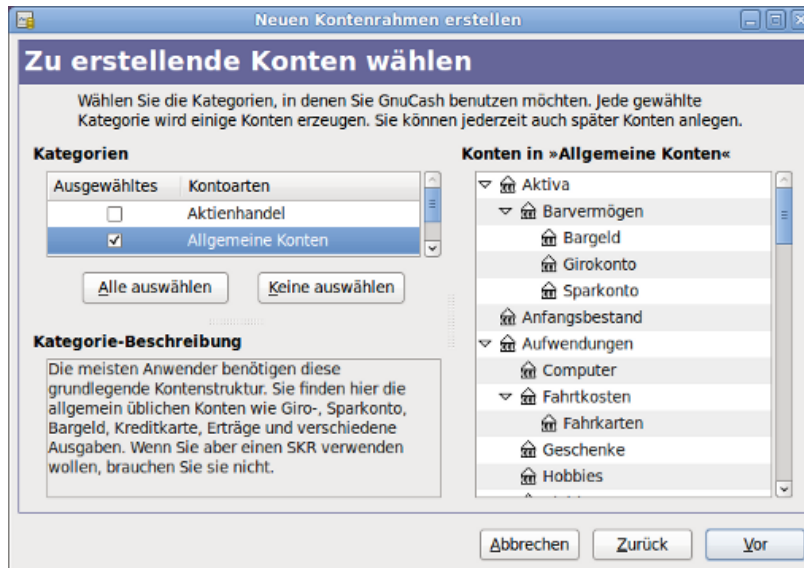 Neuen Kontenrahmen erstellen
Zu erstellende Konten wählen
Wählen Sie die Kategorien, in denen Sie GnuCash benutzen möchten. Jede gewählte
Kategorie wird einige Konten erzeugen. Sie können jederzeit auch später Konten anlegen.
Kategorien
Ausgewähltes Kontoarten
Aktienhandel
Allgemeine Konten
Alle auswählen Keine auswählen
Kategorie-Beschreibung
Die meisten Anwender benötigen diese
grundlegende Kontenstruktur. Sie finden hier die
allgemein üblichen Konten wie Giro-, Sparkonto,
Bargeld, Kreditkarte, Erträge und verschiedene
Ausgaben. Wenn Sie aber einen SKR verwenden
wollen, brauchen Sie sie nicht.
Konten in »Allgemeine Konten«
Aktiva
Barvermögen
Bargeld
Girokonto
Sparkonto
Anfangsbestand
Aufwendungen
Computer
Fahrtkosten
Fahrkarten
Geschenke
Hobbies
Abbrechen Zurück Vor